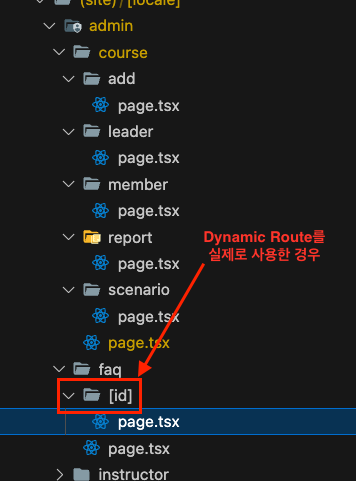 (site) / [locale]
admin
course
add
page.tsx
leader
page.tsx
member
page.tsx
report
page.tsx
Dynamic Route를
실제로 사용한 경우
scenario
page.tsx
page.tsx
faq
[id]
page.tsx
page.tsx
instructor